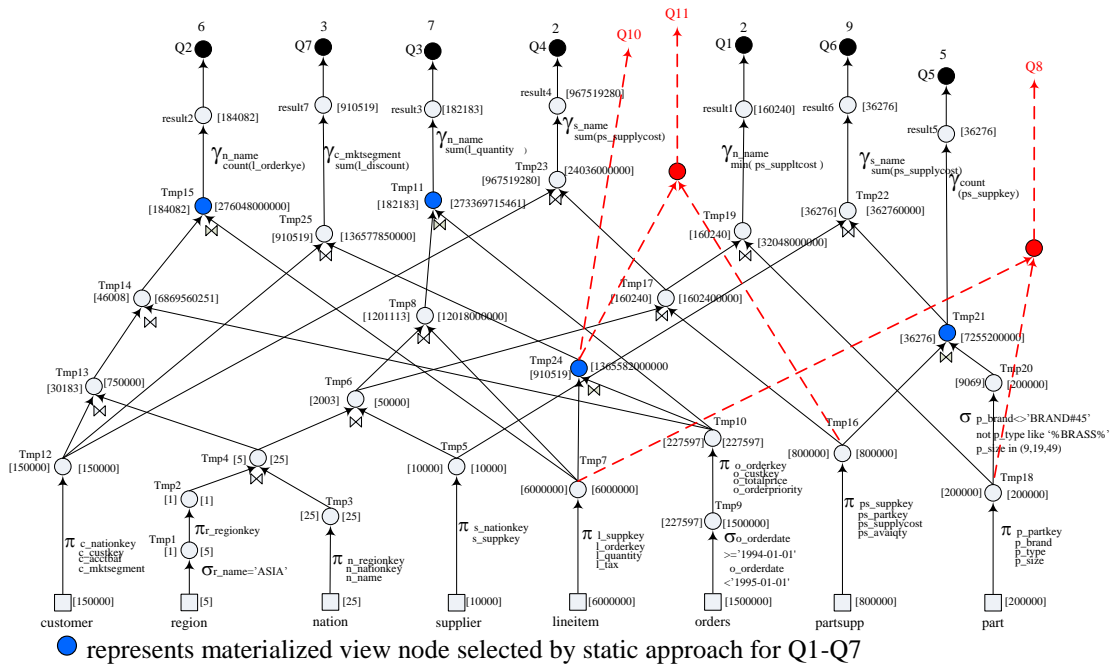 Q11
6
3
7
Q10
2
2
9
Q2
Q7
Q3
Q4
Q1
Q6
5
Q5
Q8
result2
[184082]
result7
[910519]
result3
[182183]
result4
[967519280]
result1
[160240]
result6
[36276]
result5
[36276]
γn_name
count(l_orderkye)
γc_mktsegment
sum(l_discount)
γn_name
sum(l_quantity )
γs_name
sum(ps_supplycost)
γn_name
min( ps_suppltcost )
γs_name
sum(ps_supplycost)
γcount
(ps_suppkey)
Tmp15
[184082]
[276048000000]
Tmp25
[910519]
[136577850000]
Tmp11
[182183]
[273369715461]
Tmp23
[967519280]
[24036000000]
Tmp19
[160240]
[32048000000]
Tmp22
[36276]
[362760000]
Tmp14
[46008]
[6869560251]
Tmp8
[1201113]
[12018000000]
Tmp17
[160240]
[1602400000]
Tmp21
[36276]
[7255200000]
Tmp13
[30183]
[750000]
Tmp6
[2003]
[50000]
Tmp24
[910519]
[1365582000000]
Tmp20
[9069]
[200000]
σ p_brand<>'BRAND#45'
not p_type like ‘%BRASS%’
p_size in (9,19,49)
Tmp12
[150000]
[150000]
Tmp4
[5]
[25]
Tmp5
[10000]
[10000]
Tmp7
[6000000]
[6000000]
Tmp10
[227597]
[227597]
Tmp16
[800000]
[800000]
Tmp18
[200000]
[200000]
Tmp2
[1]
[1]
Tmp3
[25]
[25]
π o_orderkey
o_custkey
o_totalprice
o_orderpriority
Tmp9
[227597]
[1500000]
πr_regionkey
Tmp1
[1]
[5]
π c_nationkey
c_custkey
c_acctbal
c_mktsegment
σr_name='ASIA'
π n_regionkey
n_nationkey
n_name
π s_nationkey
s_suppkey
π l_suppkey
l_orderkey
l_quantity
l_tax
σo_orderdate
>='1994-01-01'
o_orderdate
<'1995-01-01'
π ps_suppkey
ps_partkey
ps_supplycost
ps_avaiqty
π p_partkey
p_brand
p_type
p_size
[150000]
[5]
[25]
[10000]
[6000000]
[1500000]
[800000]
[200000]
customer
region
nation
supplier
lineitem
orders
partsupp
part
represents materialized view node selected by static approach for Q1-Q7